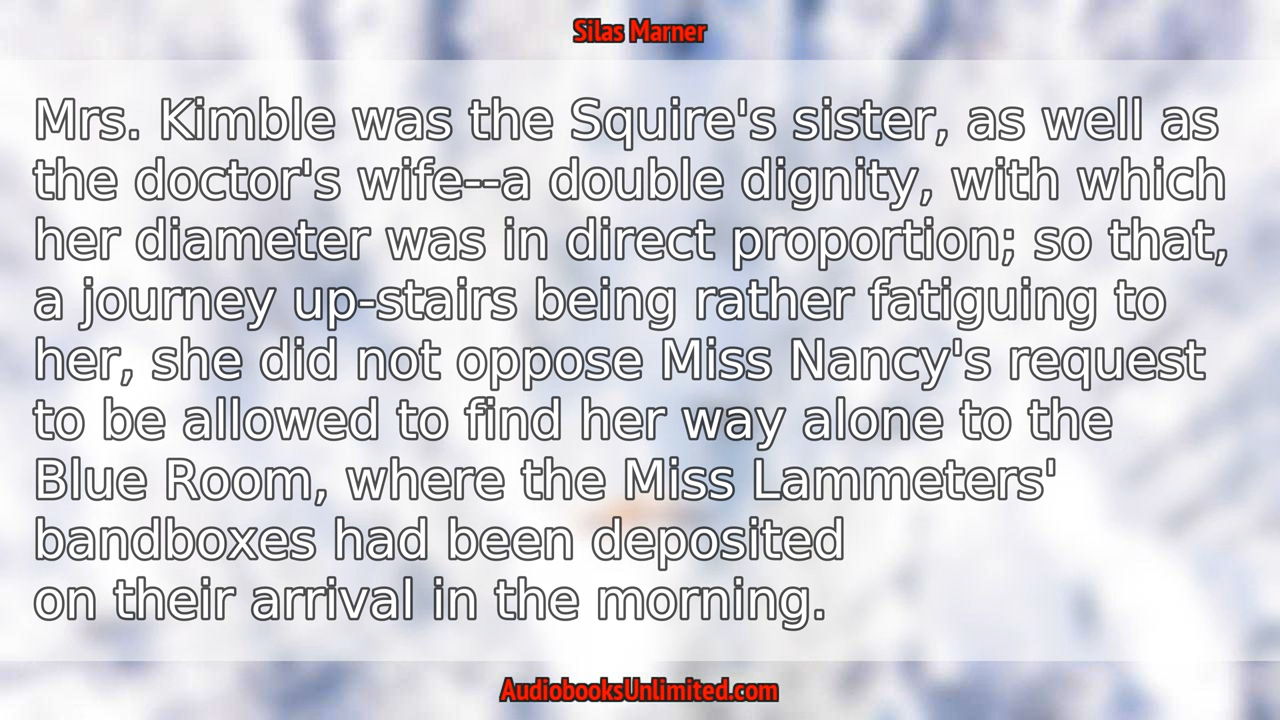 Silas Marner
Mrs. Kimble was the Squire's sister, as well as
the doctor's wife--a double dignity, with which
her diameter was in direct proportion; so that,
a journey up-stairs being rather fatiguing to
her, she did not oppose Miss Nancy's request
to be allowed to find her way alone to the
Blue Room, where the Miss Lammeters'
bandboxes had been deposited
on their arrival in the morning.
AudiobooksUnlimited.com